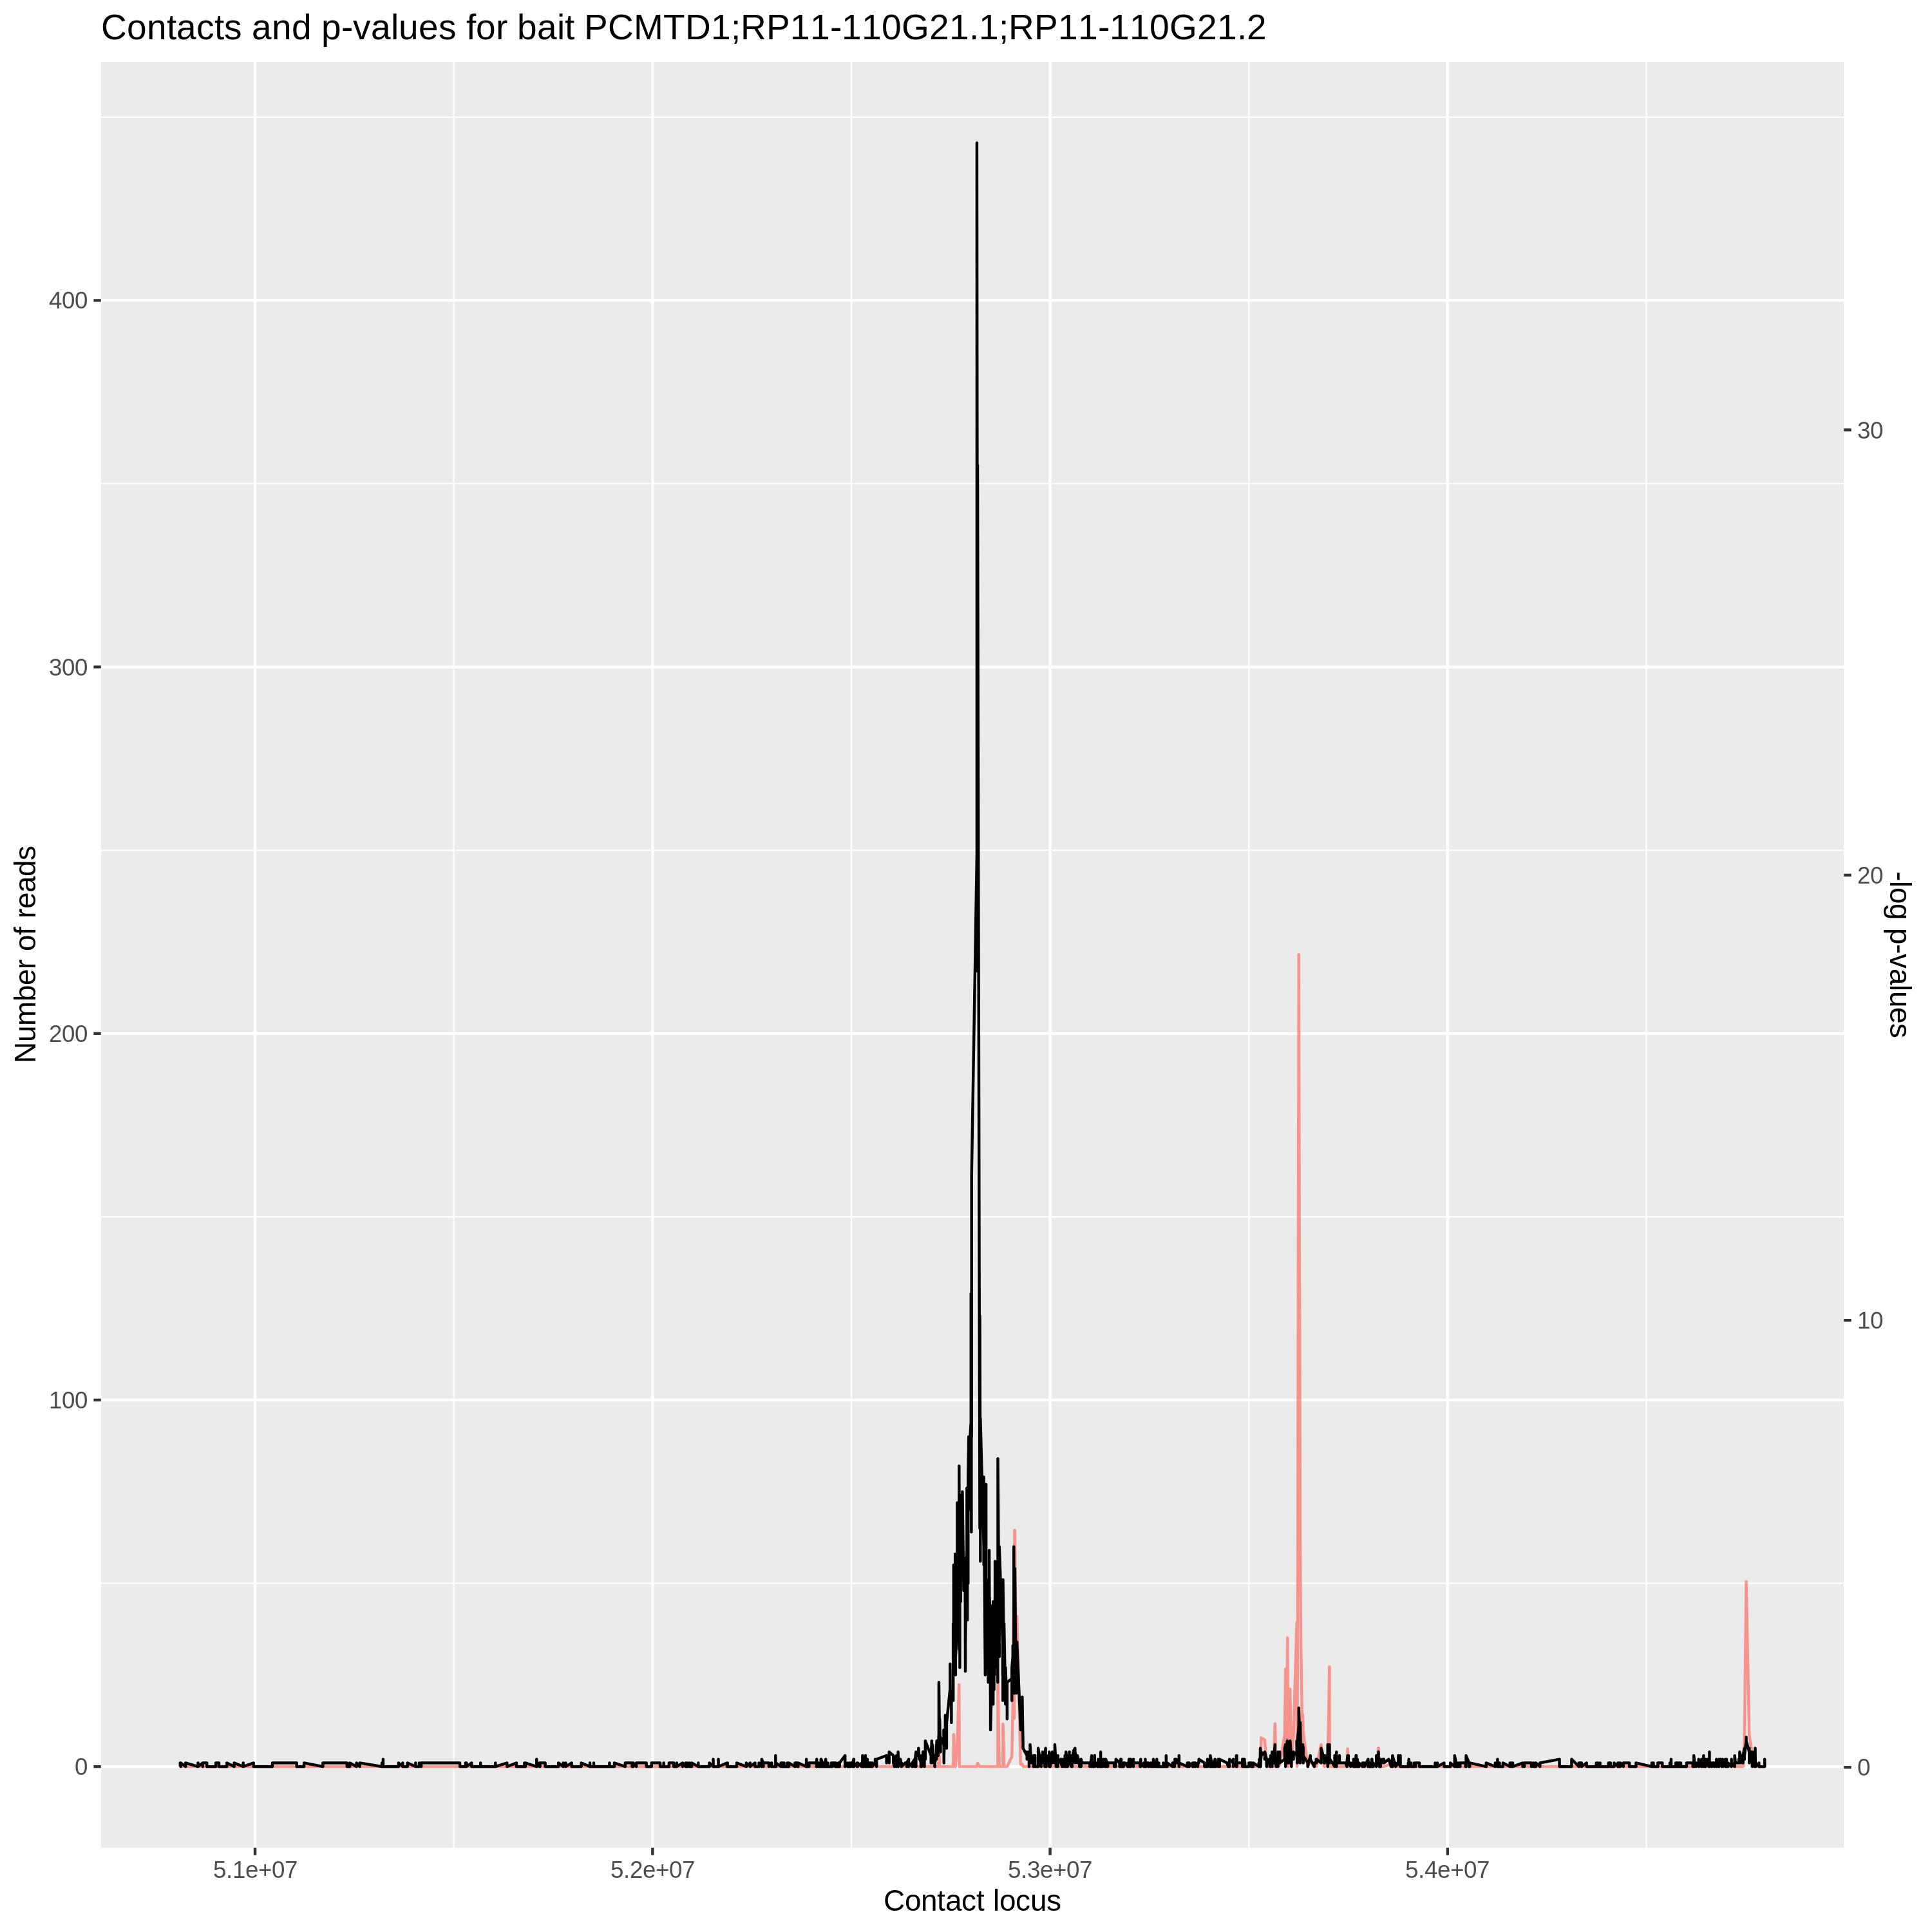 Contacts and p-values for bait PCMTD1;RP11-110G21.1;RP11-110G21.2
Number of reads
400
300
200
100
0
30
20
10
0
-log p-values
5.1e+07
5.2e+07
5.3e+07
5.4e+07
Contact locus